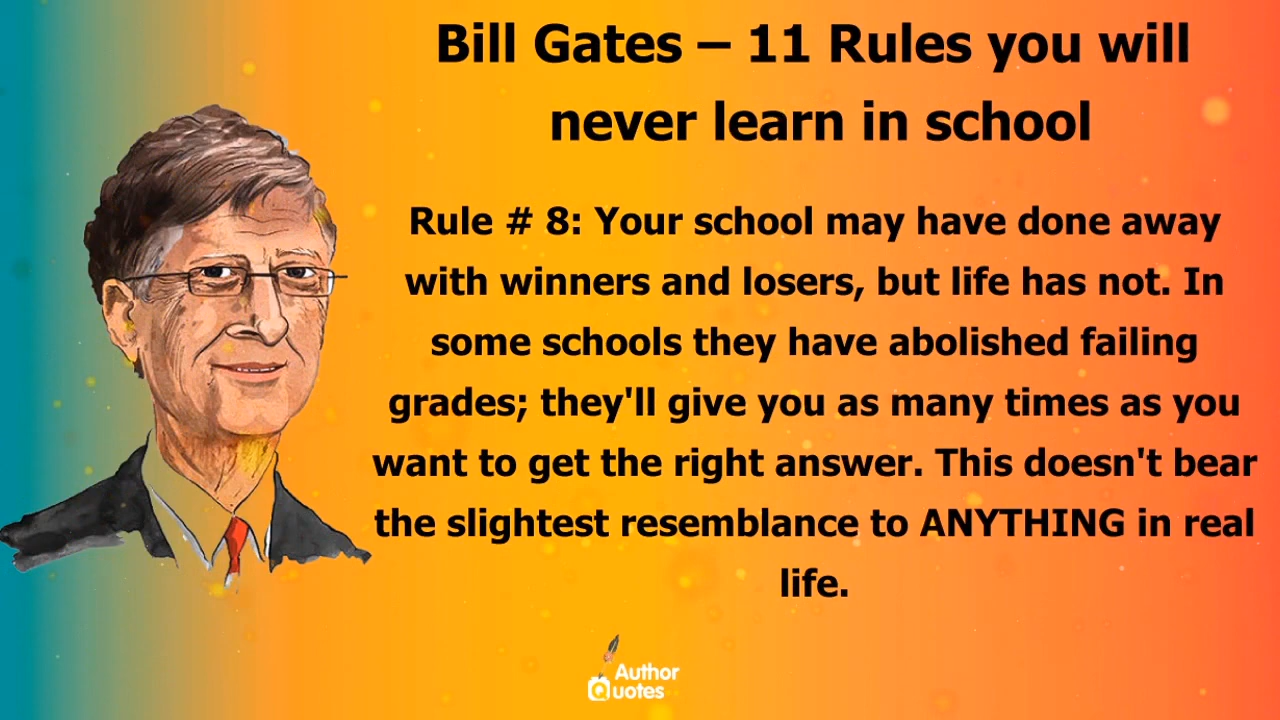 Bill Gates – 11 Rules you will
never learn in school
Rule # 8: Your school may have done away
with winners and losers, but life has not. In
some schools they have abolished failing
grades; they'll give you as many times as you
want to get the right answer. This doesn't bear
the slightest resemblance to ANYTHING in real
life.
Author
Quotes